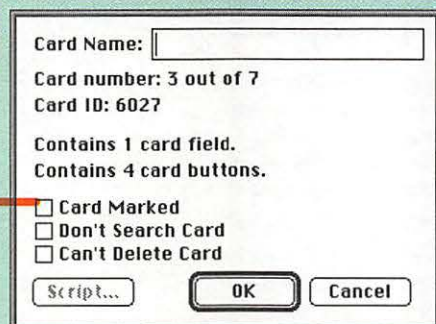 Card Name:
Card number: 3 out of 7
Card ID: 6027
Contains 1 card field.
Contains 4 card buttons.
Card Marked
Don't Search Card
Can't Delete Card
Script...
OK
Cancel